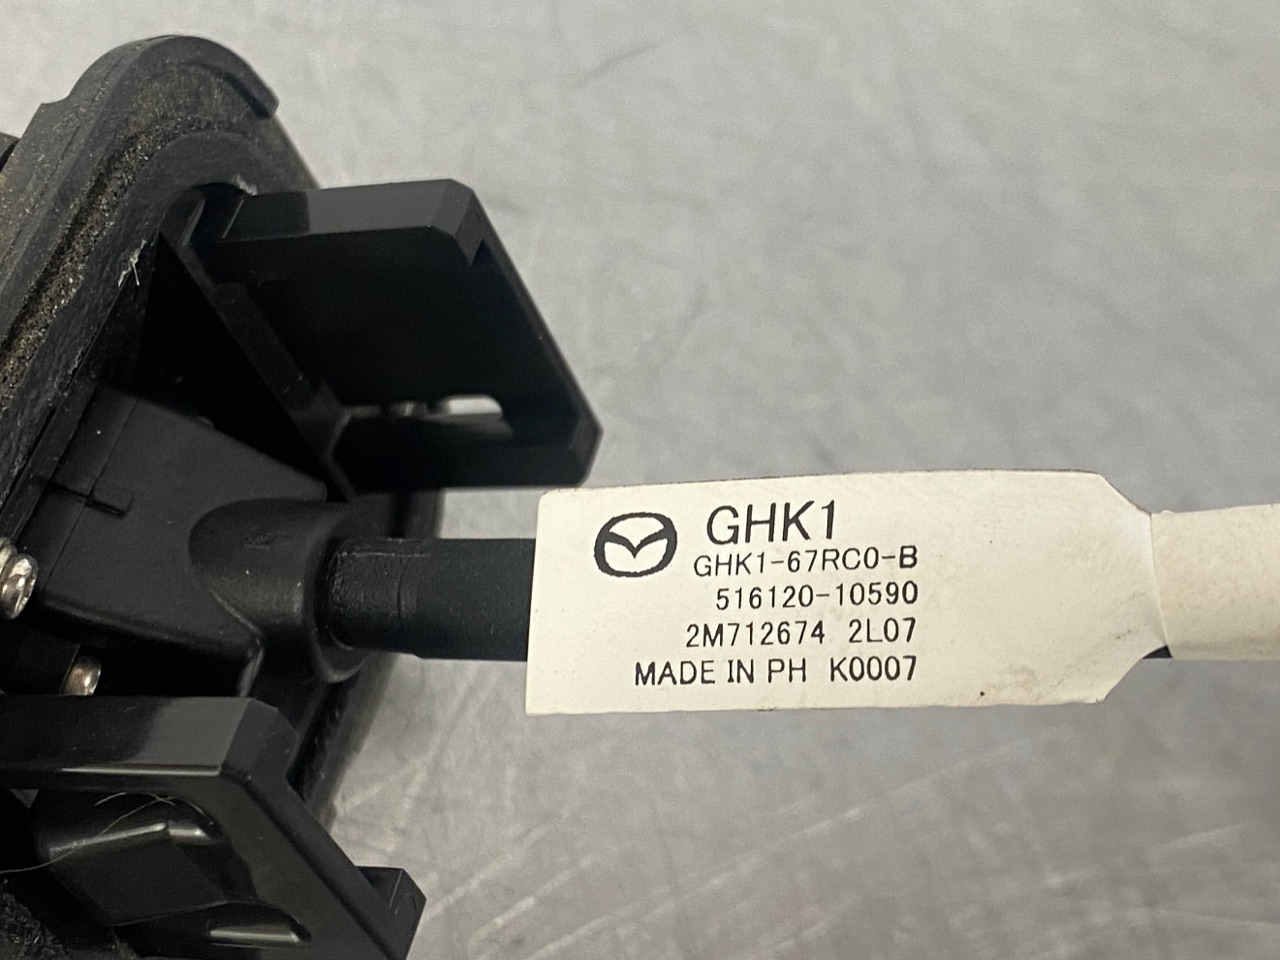 GHK1
GHK1-67RC0-B
516120-10590
2M712674 2L07
MADE IN PH K0007